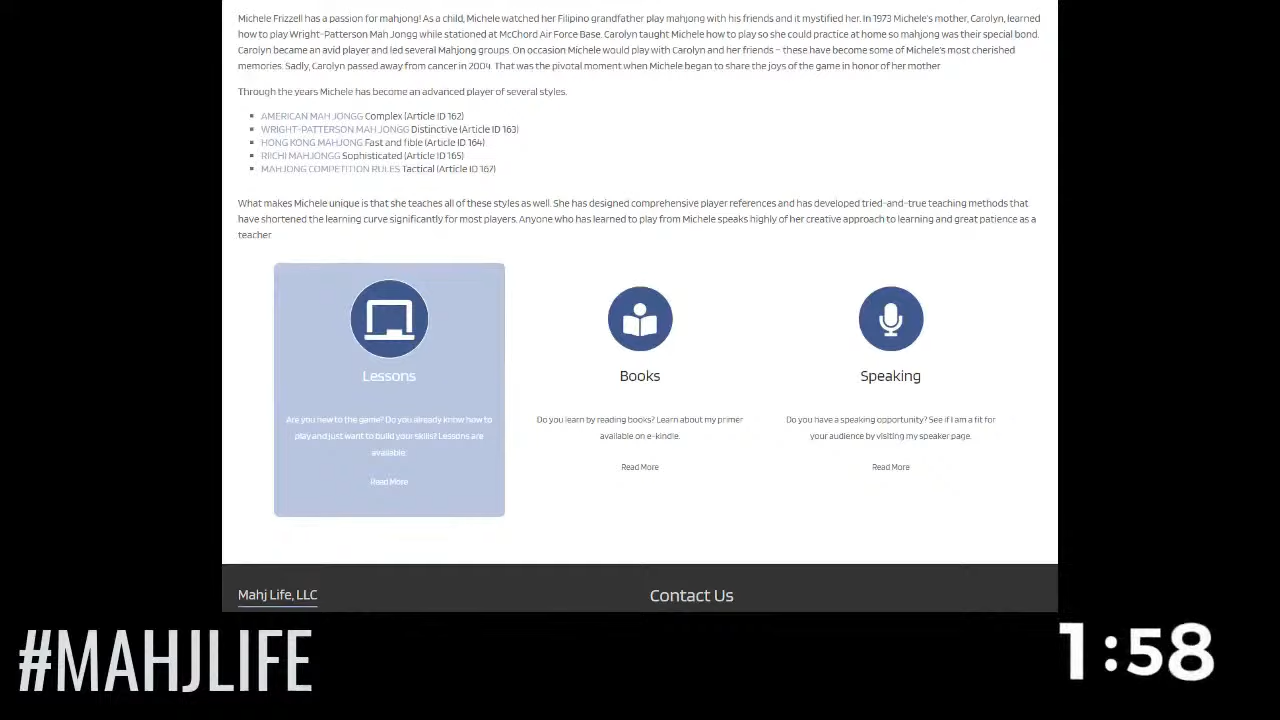 Michele Frizzell has a passion for mahjong! As a child, Michele watched her Filipino grandfather play mahjong with his friends and it mystified her. In 1973 Michele's mother, Carolyn, learned
how to play Wright-Patterson Mah Jongg while stationed at McChord Air Force Base. Carolyn taught Michele how to play so she could practice at home so mahjong was their special bond.
Carolyn became an avid player and led several Mahjong groups. On occasion Michele would play with Carolyn and her friends – these have become some of Michele's most cherished
memories. Sadly, Carolyn passed away from cancer in 2004. That was the pivotal moment when Michele began to share the joys of the game in honor of her mother
Through the years Michele has become an advanced player of several styles.
AMERICAN MAH JONGG Complex (Article ID 162)
WRIGHT-PATTERSON MAH JONGG Distinctive (Article ID 163)
HONG KONG MAHJONG Fast and fible (Article ID 164)
RIICHI MAHJONGG Sophisticated (Article ID 165)
MAHJONG COMPETITION RULES Tactical (Article ID 167)
What makes Michele unique is that she teaches all of these styles as well. She has designed comprehensive player references and has developed tried-and-true teaching methods that
have shortened the learning curve significantly for most players. Anyone who has learned to play from Michele speaks highly of her creative approach to learning and great patience as a
teacher
Lessons
Are you new to the game? Do you already know how to
play and just want to build your skills? Lessons are
available.
Read More
Books
Do you learn by reading books? Learn about my primer
available on e-kindle.
Read More
Speaking
Do you have a speaking opportunity? See if I am a fit for
your audience by visiting my speaker page.
Read More
Mahj Life, LLC
Contact Us
#MAHJLIFE
1:58